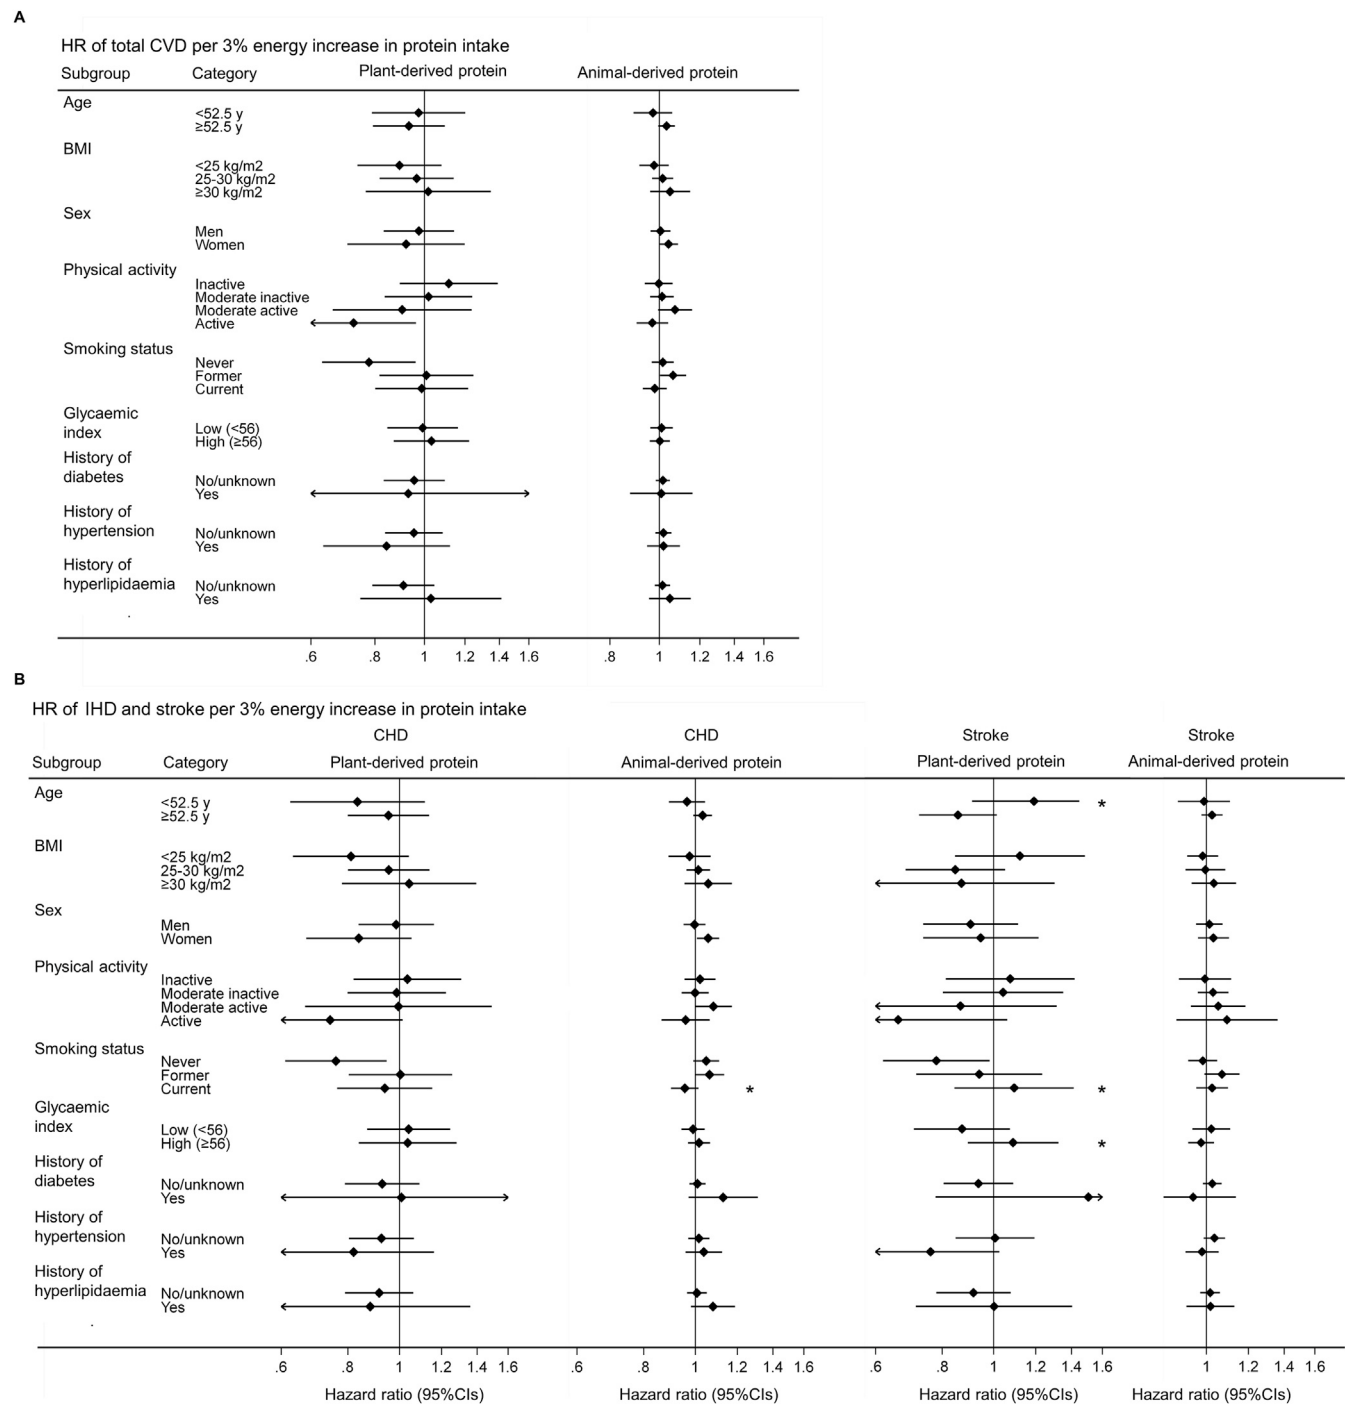 A
HR of total CVD per 3% energy increase in protein intake
Subgroup Category Plant-derived protein Animal-derived protein
Age
<52.5 y
≥52.5 y
BMI
<25 kg/m2
25-30 kg/m2
≥30 kg/m2
Sex
Men
Women
Physical activity
Inactive
Moderate inactive
Moderate active
Active
Smoking status
Never
Former
Current
Glycaemic
index
Low (<56)
High (≥56)
History of
diabetes
No/unknown
Yes
History of
hypertension
No/unknown
Yes
History of
hyperlipidaemia
No/unknown
Yes
.6 .8 1 1.2 1.4 1.6 .8 1 1.2 1.4 1.6
B
HR of IHD and stroke per 3% energy increase in protein intake
CHD CHD Stroke Stroke
Subgroup Category Plant-derived protein Animal-derived protein Plant-derived protein Animal-derived protein
Age
<52.5 y *
≥52.5 y
BMI
<25 kg/m2
25-30 kg/m2
≥30 kg/m2
Sex
Men
Women
Physical activity
Inactive
Moderate inactive
Moderate active
Active
Smoking status
Never
Former
Current * *
Glycaemic
index
Low (<56)
High (≥56) *
History of
diabetes
No/unknown
Yes
History of
hypertension
No/unknown
Yes
History of
hyperlipidaemia
No/unknown
Yes
.6 .8 1 1.2 1.4 1.6 .6 .8 1 1.2 1.4 1.6 .6 .8 1 1.2 1.4 1.6 1 1.2 1.4 1.6
Hazard ratio (95%CIs) Hazard ratio (95%CIs) Hazard ratio (95%CIs) Hazard ratio (95%CIs)